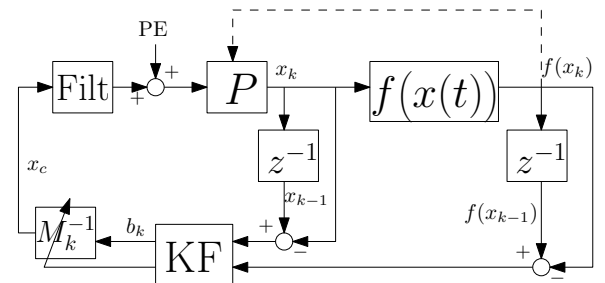 PE
Filt
+
+
P
x_k
f(x(t))
f(x_k)
z^{-1}
z^{-1}
x_c
x_{k-1}
f(x_{k-1})
M_k^{-1}
b_k
KF
+
−
+
−